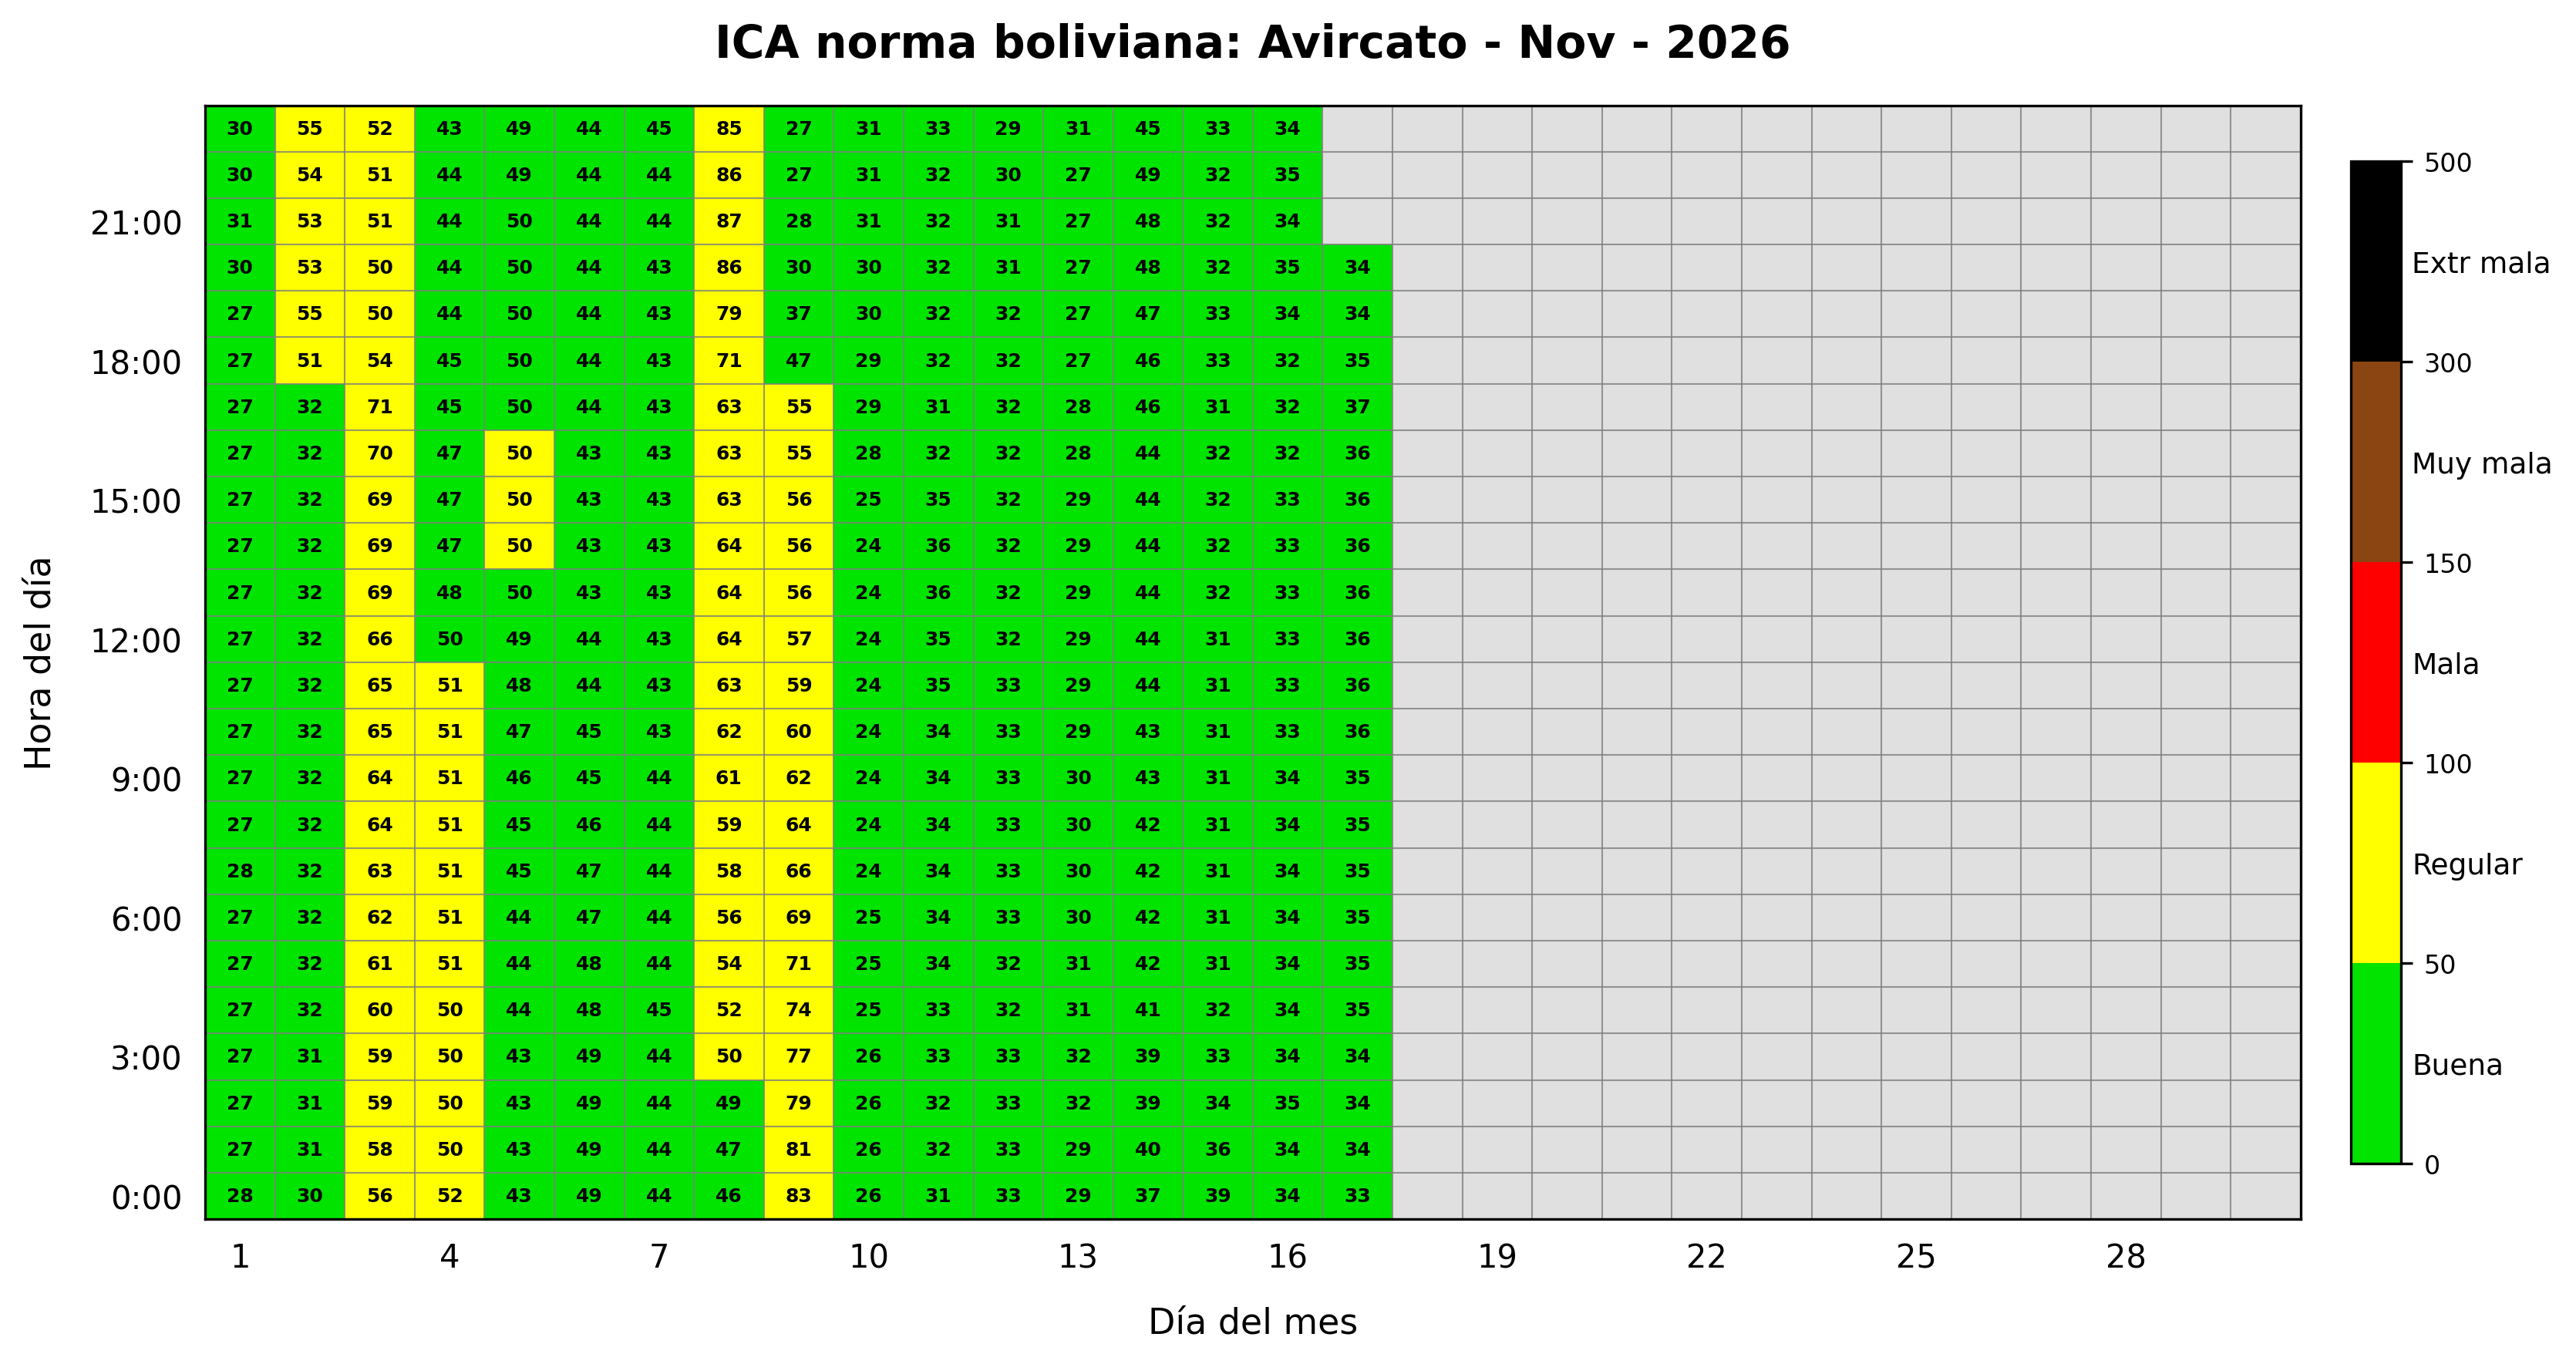 ICA norma boliviana: Avircato - Nov - 2026
30 55 52 43 49 44 45 85 27 31 33 29 31 45 33 34
30 54 51 44 49 44 44 86 27 31 32 30 27 49 32 35
21:00 31 53 51 44 50 44 44 87 28 31 32 31 27 48 32 34
30 53 50 44 50 44 43 86 30 30 32 31 27 48 32 35 34
27 55 50 44 50 44 43 79 37 30 32 32 27 47 33 34 34
18:00 27 51 54 45 50 44 43 71 47 29 32 32 27 46 33 32 35
27 32 71 45 50 44 43 63 55 29 31 32 28 46 31 32 37
27 32 70 47 50 43 43 63 55 28 32 32 28 44 32 32 36
15:00 27 32 69 47 50 43 43 63 56 25 35 32 29 44 32 33 36
27 32 69 47 50 43 43 64 56 24 36 32 29 44 32 33 36
27 32 69 48 50 43 43 64 56 24 36 32 29 44 32 33 36
12:00 27 32 66 50 49 44 43 64 57 24 35 32 29 44 31 33 36
27 32 65 51 48 44 43 63 59 24 35 33 29 44 31 33 36
27 32 65 51 47 45 43 62 60 24 34 33 29 43 31 33 36
9:00 27 32 64 51 46 45 44 61 62 24 34 33 30 43 31 34 35
27 32 64 51 45 46 44 59 64 24 34 33 30 42 31 34 35
28 32 63 51 45 47 44 58 66 24 34 33 30 42 31 34 35
6:00 27 32 62 51 44 47 44 56 69 25 34 33 30 42 31 34 35
27 32 61 51 44 48 44 54 71 25 34 32 31 42 31 34 35
27 32 60 50 44 48 45 52 74 25 33 32 31 41 32 34 35
3:00 27 31 59 50 43 49 44 50 77 26 33 33 32 39 33 34 34
27 31 59 50 43 49 44 49 79 26 32 33 32 39 34 35 34
27 31 58 50 43 49 44 47 81 26 32 33 29 40 36 34 34
0:00 28 30 56 52 43 49 44 46 83 26 31 33 29 37 39 34 33
1 4 7 10 13 16 19 22 25 28
Día del mes
Hora del día
500
Extr mala
300
Muy mala
150
Mala
100
Regular
50
Buena
0